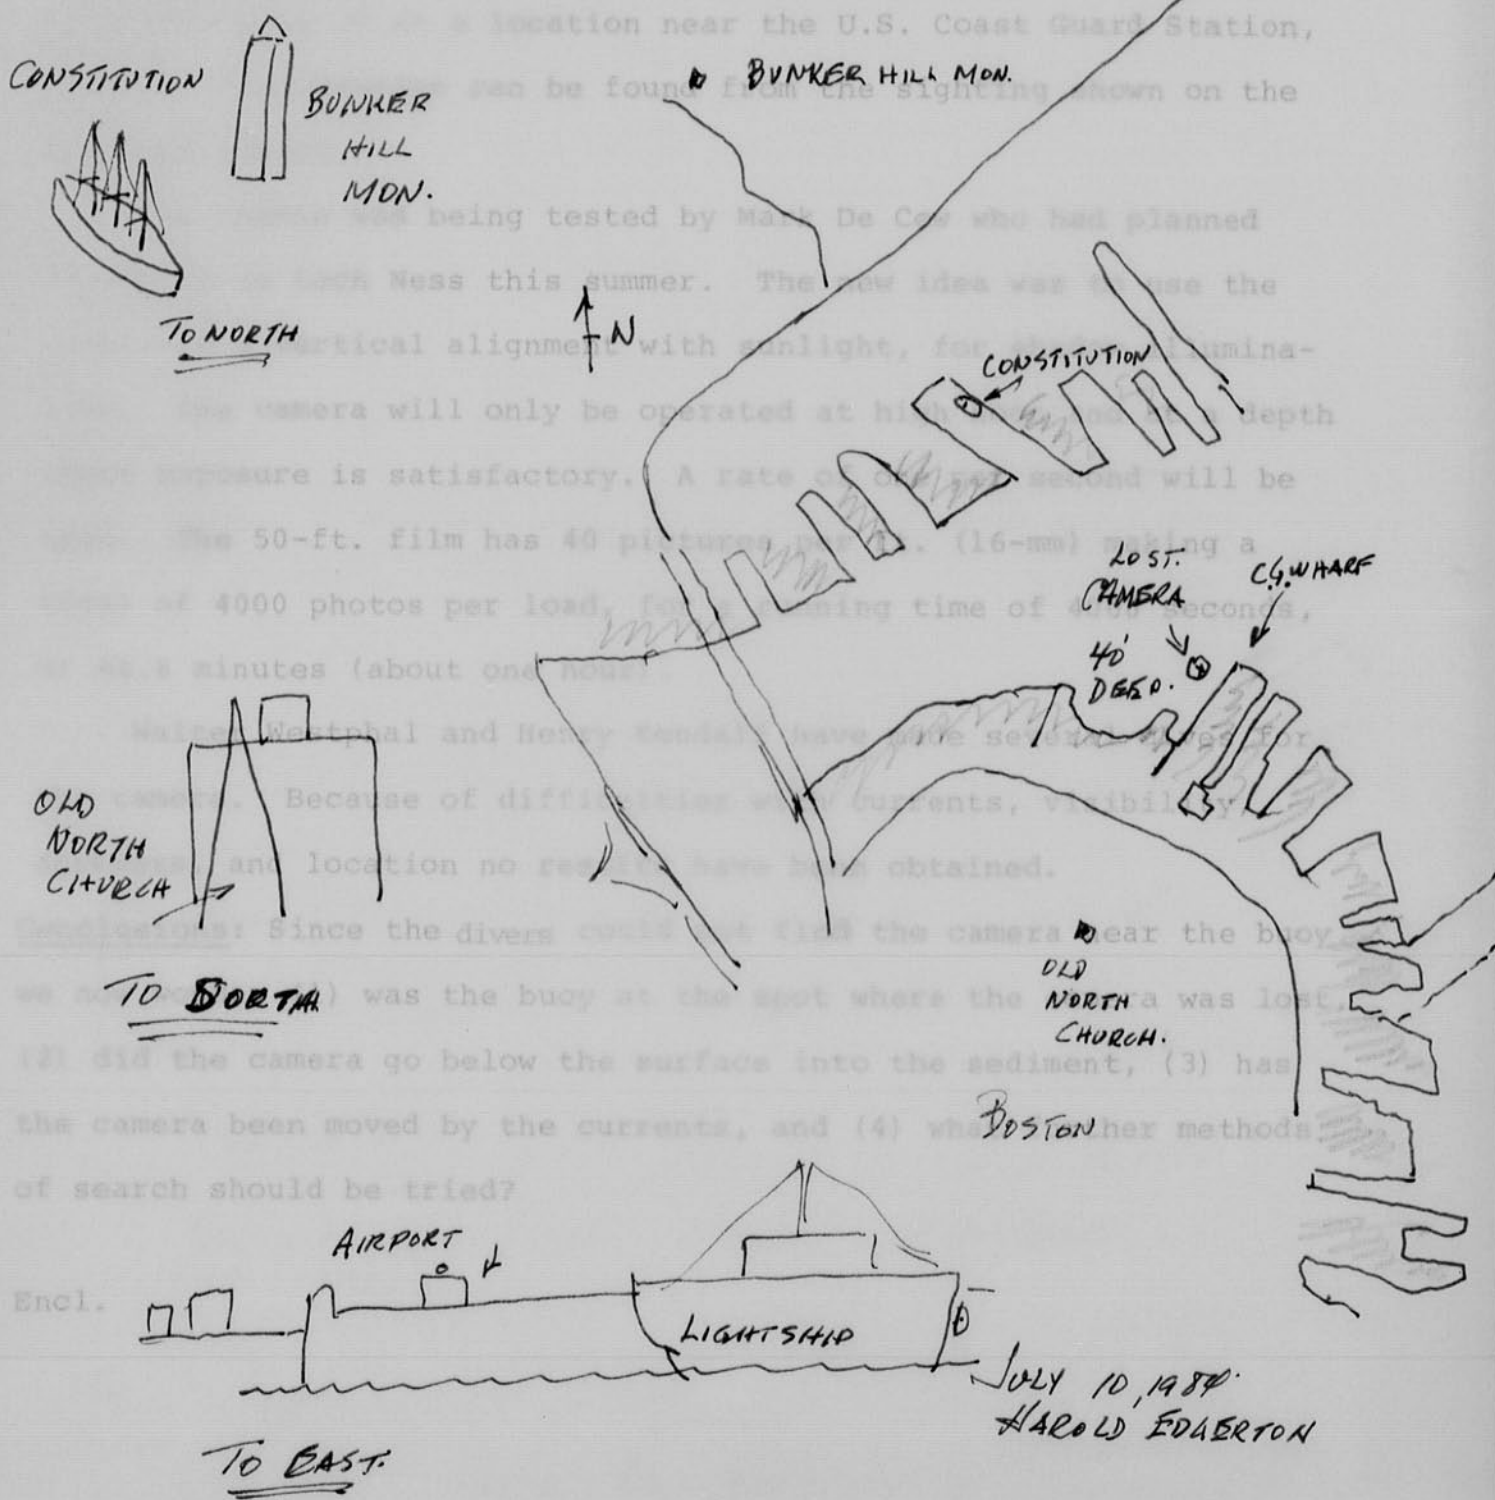 a location near the U.S. Coast Guard Station,
can be found from the sighting shown on the
CONSTITUTION
BUNKER
HILL
MON.
TO NORTH
BUNKER HILL MON.
N
was being tested by Mark De Cew who had planned
Loch Ness this summer. The new idea was to use the
vertical alignment with sunlight, for illumina-
camera will only be operated at high and at a depth
exposure is satisfactory. A rate of one per second will be
The 50-ft. film has 40 pictures per ft. (16-mm) making a
of 4000 photos per load, for a running time of seconds,
minutes (about one hour).
Walter Westphal and Henry Kendall have made several dives for
camera. Because of difficulties with currents, visibility,
and location no results have been obtained.
Conclusions: Since the divers could not find the camera near the buoy
we now (1) was the buoy at the spot where the camera was lost,
(2) did the camera go below the surface into the sediment, (3) has
the camera been moved by the currents, and (4) what other methods
of search should be tried?
Encl.
CONSTITUTION
LOST.
CAMERA
40'
DEEP.
C.G. WHARF
OLD
NORTH
CHURCH
TO NORTH
OLD
NORTH
CHURCH.
BOSTON
AIRPORT
LIGHTSHIP
TO EAST.
JULY 10, 1984.
HAROLD EDGERTON